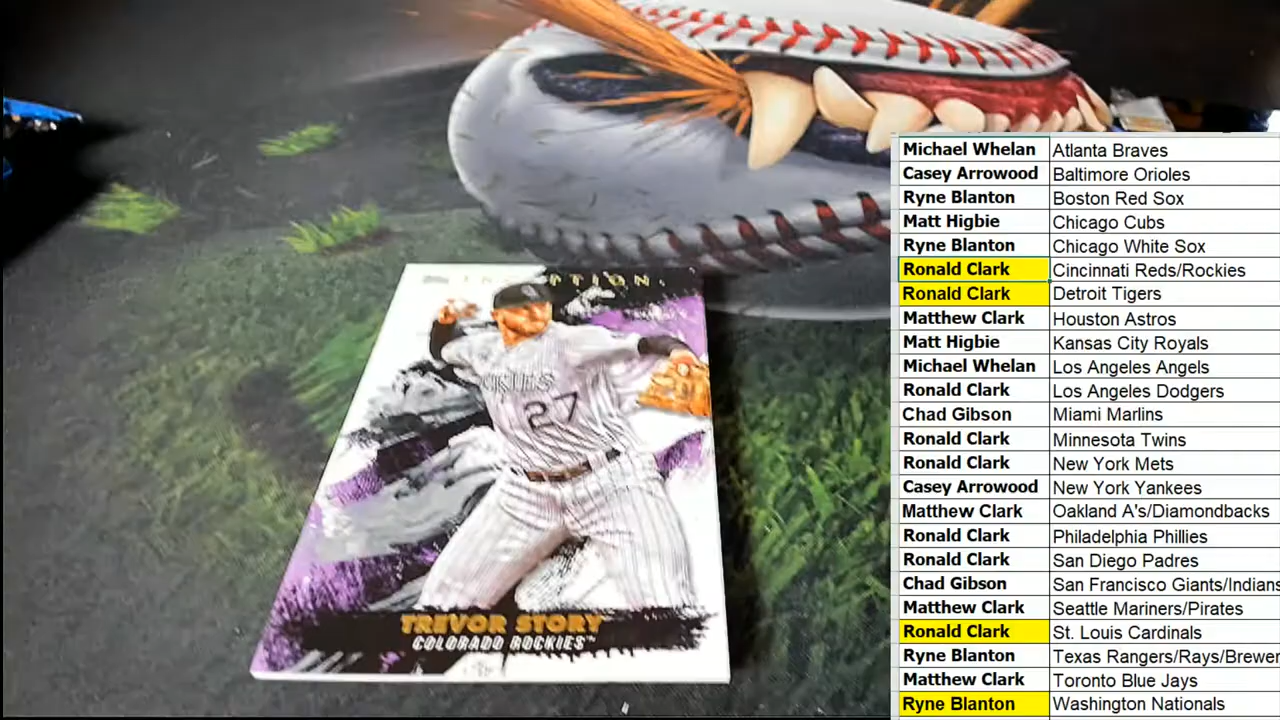 INCEPTION
27
TREVOR STORY
COLORADO ROCKIES™
Michael Whelan Atlanta Braves
Casey Arrowood Baltimore Orioles
Ryne Blanton Boston Red Sox
Matt Higbie Chicago Cubs
Ryne Blanton Chicago White Sox
Ronald Clark Cincinnati Reds/Rockies
Ronald Clark Detroit Tigers
Matthew Clark Houston Astros
Matt Higbie Kansas City Royals
Michael Whelan Los Angeles Angels
Ronald Clark Los Angeles Dodgers
Chad Gibson Miami Marlins
Ronald Clark Minnesota Twins
Ronald Clark New York Mets
Casey Arrowood New York Yankees
Matthew Clark Oakland A's/Diamondbacks
Ronald Clark Philadelphia Phillies
Ronald Clark San Diego Padres
Chad Gibson San Francisco Giants/Indians
Matthew Clark Seattle Mariners/Pirates
Ronald Clark St. Louis Cardinals
Ryne Blanton Texas Rangers/Rays/Brewer
Matthew Clark Toronto Blue Jays
Ryne Blanton Washington Nationals